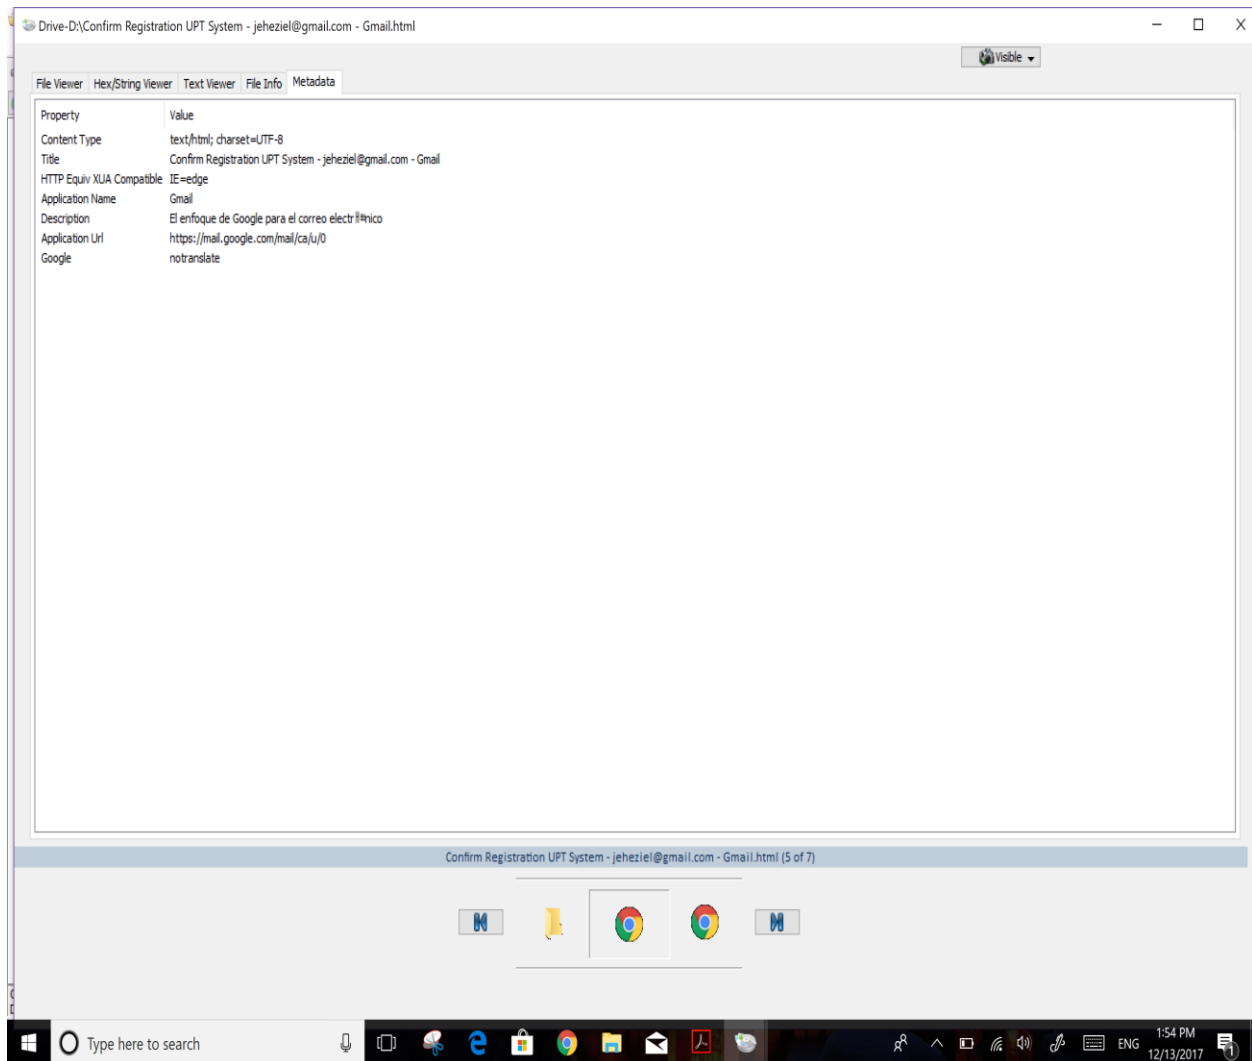 Drive-D:\Confirm Registration UPT System - jeheziel@gmail.com - Gmail.html
Visible
File Viewer Hex/String Viewer Text Viewer File Info Metadata
Property Value
Content Type text/html; charset=UTF-8
Title Confirm Registration UPT System - jeheziel@gmail.com - Gmail
HTTP Equiv XUA Compatible IE=edge
Application Name Gmail
Description El enfoque de Google para el correo
Application Url https://mail.google.com/mail/ca/u/0
Google notranslate
Confirm Registration UPT System - jeheziel@gmail.com - Gmail.html (5 of 7)
Type here to search
ENG
1:54 PM
12/13/2017
1